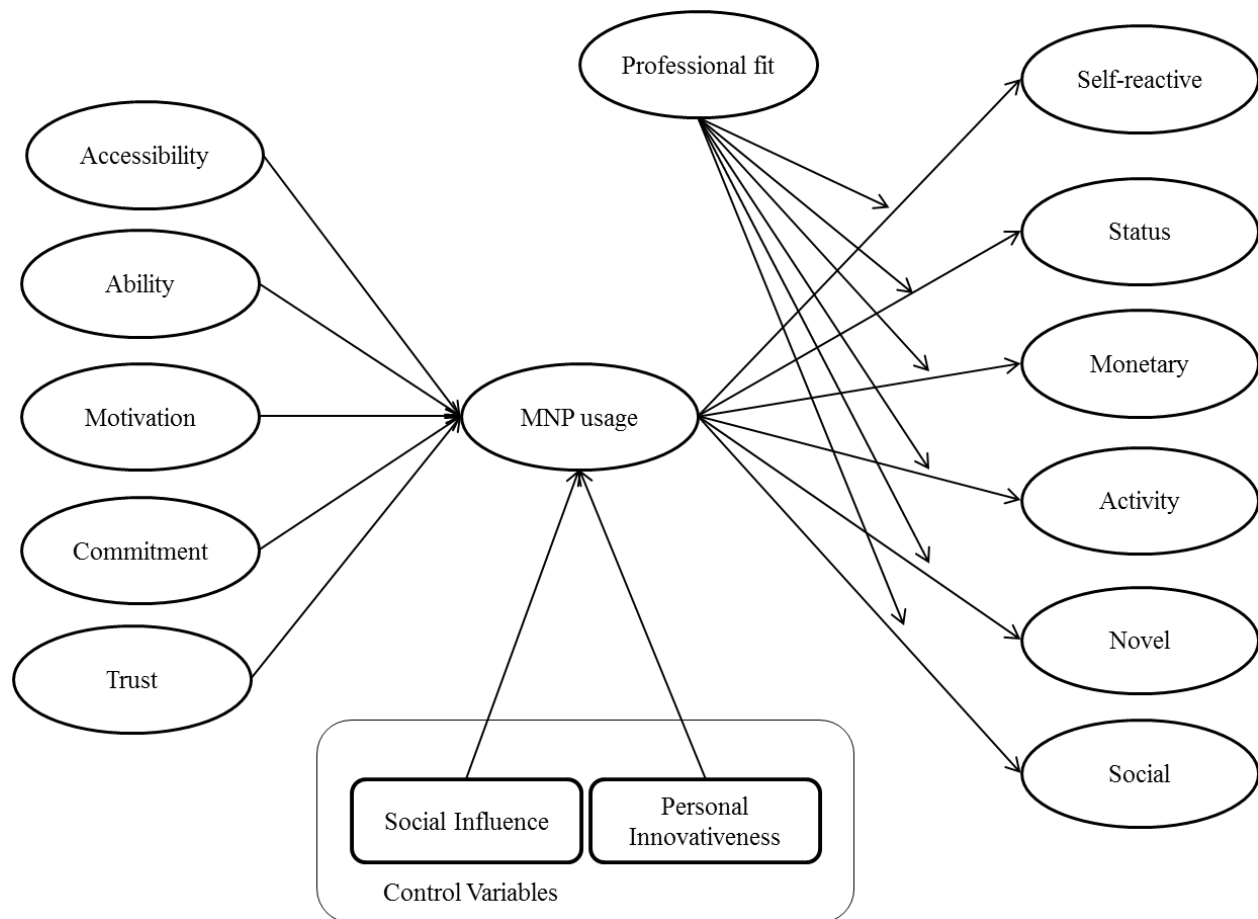 Professional fit
Self-reactive
Accessibility
Status
Ability
Monetary
Motivation
MNP usage
Activity
Commitment
Novel
Trust
Social
Social Influence
Personal
Innovativeness
Control Variables